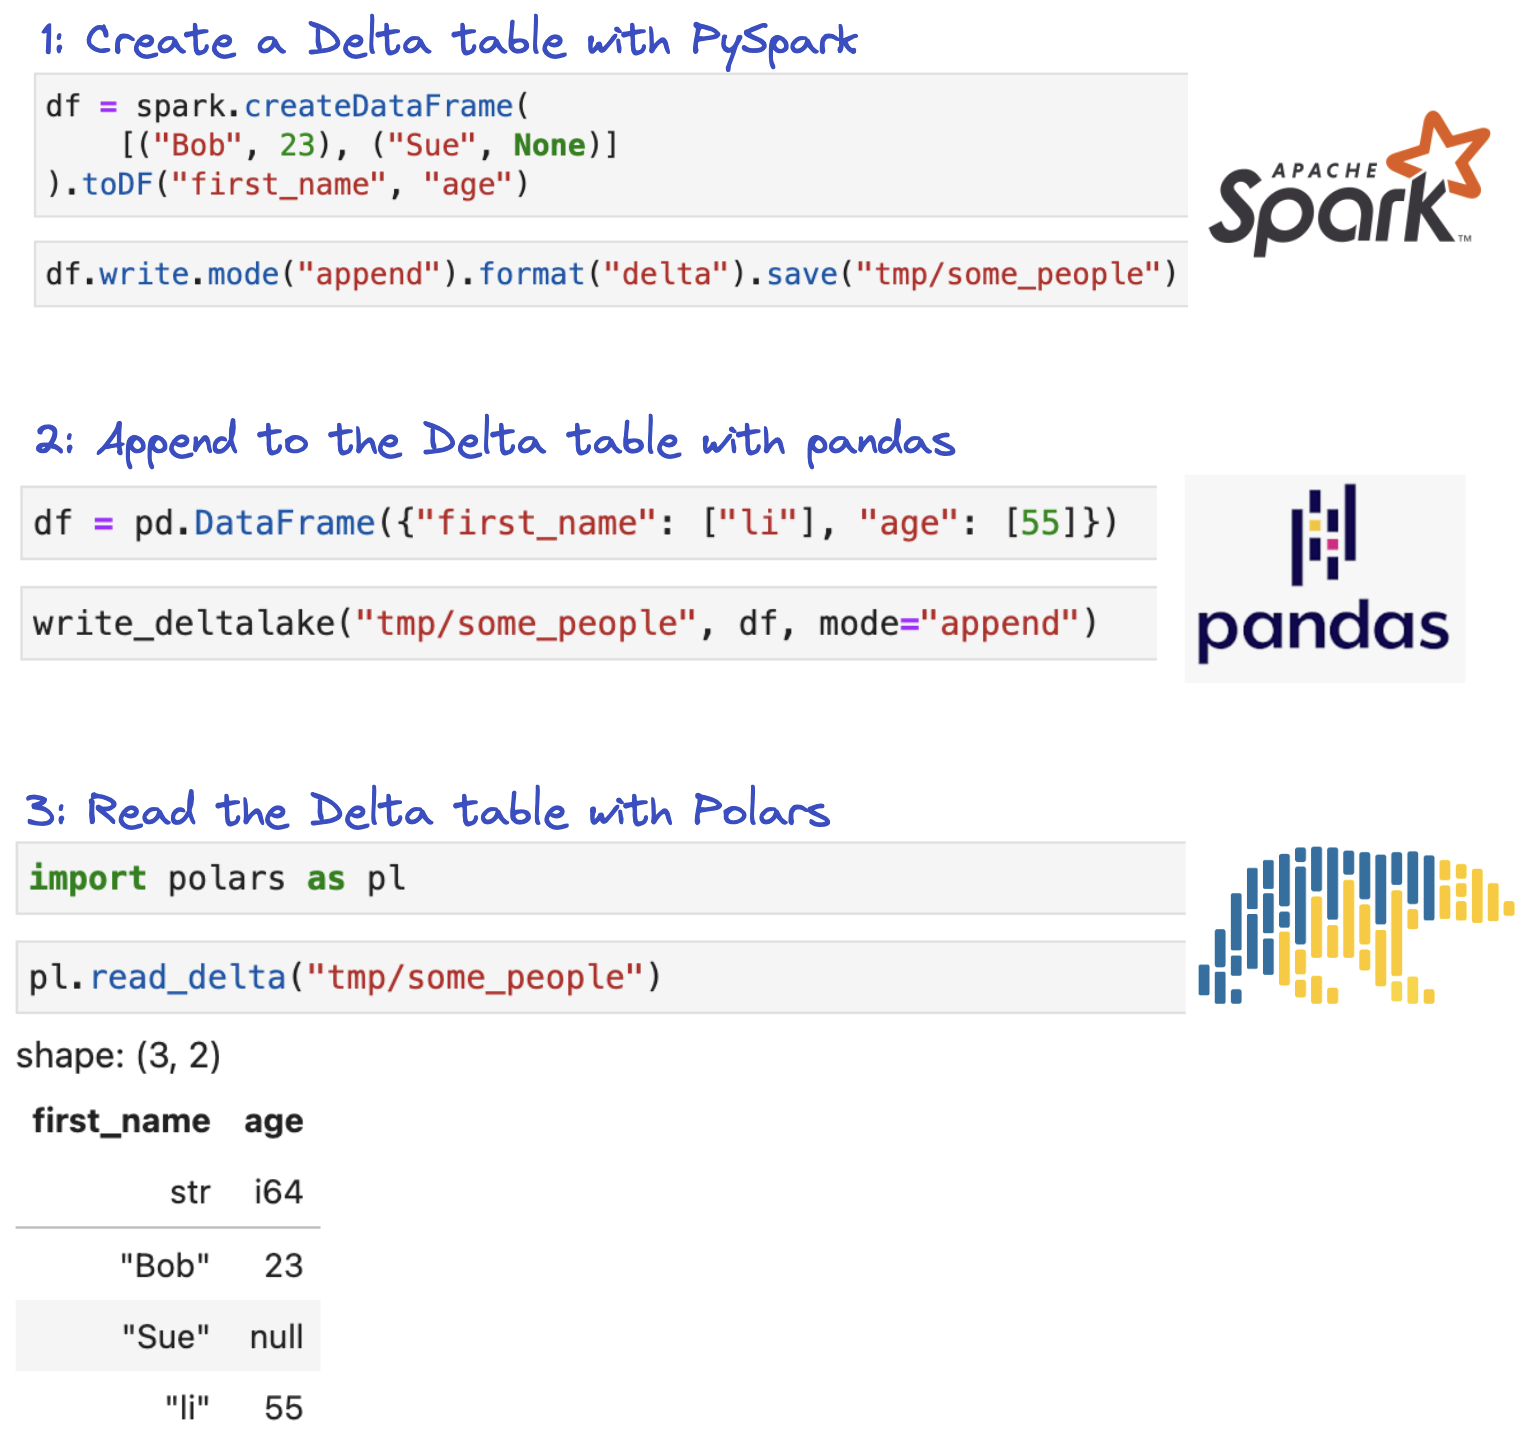 1: Create a Delta table with PySpark
df = spark.createDataFrame(
    [("Bob", 23), ("Sue", None)]
).toDF("first_name", "age")
APACHE
Spark™
df.write.mode("append").format("delta").save("tmp/some_people")
2: Append to the Delta table with pandas
df = pd.DataFrame({"first_name": ["li"], "age": [55]})
write_deltalake("tmp/some_people", df, mode="append")
pandas
3: Read the Delta table with Polars
import polars as pl
pl.read_delta("tmp/some_people")
shape: (3, 2)
first_name age
str i64
"Bob" 23
"Sue" null
"li" 55